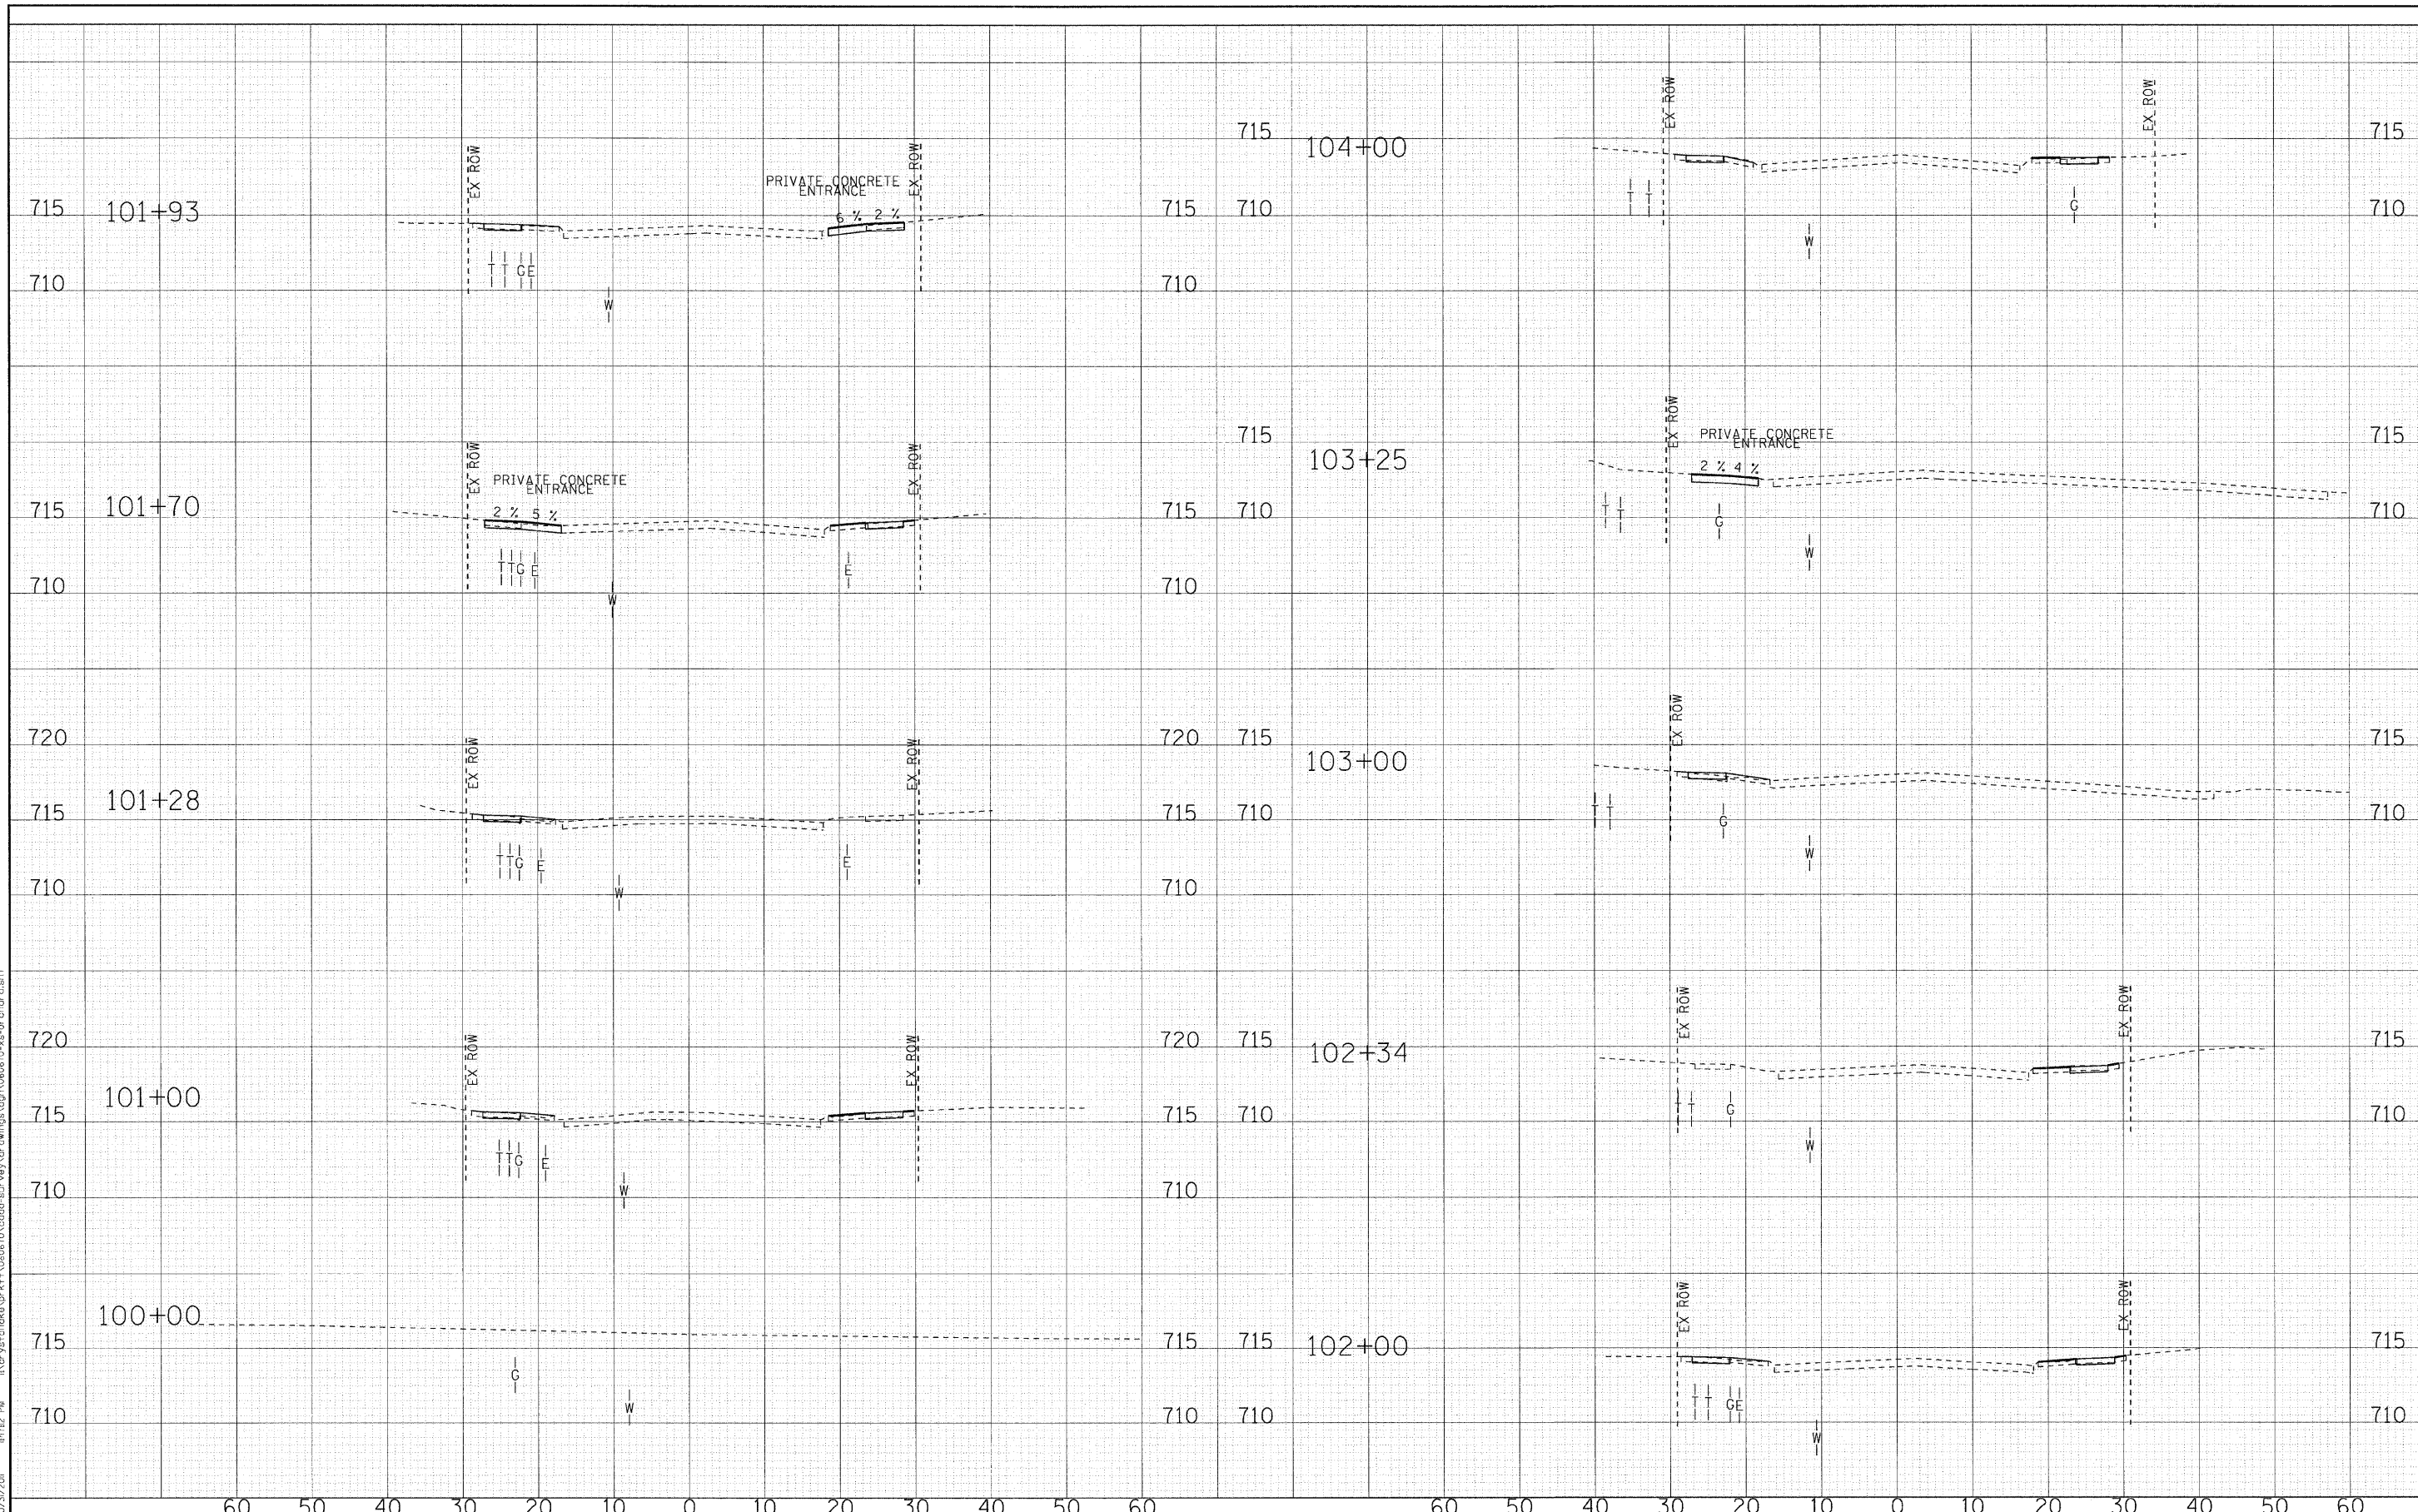 EX ROW
PRIVATE CONCRETE
ENTRANCE
EX ROW
6 % 2 %
715 101+93 715
T T G E
710 710
W
EX ROW
PRIVATE CONCRETE
ENTRANCE
EX ROW
2 % 5 %
715 101+70 715
T T G E E
710 710
W
720 EX ROW EX ROW 720
715 101+28 715
T T G E E
710 710
W
720 EX ROW EX ROW 720
715 101+00 715
T T G E
710 710
W
100+00
715 715
G
W
710 710
60 50 40 30 20 10 0 10 20 30 40 50
EX ROW EX ROW
715 104+00 715
T T G
710 710
W
EX ROW
PRIVATE CONCRETE
ENTRANCE
715 103+25 715
2 % 4 %
T T G
710 710
W
EX ROW
715 103+00 715
T T G
710 710
W
EX ROW EX ROW
715 102+34 715
T T G
710 710
W
EX ROW EX ROW
715 102+00 715
T T G E
710 710
W
60 50 40 30 20 10 0 10 20 30 40 50 60